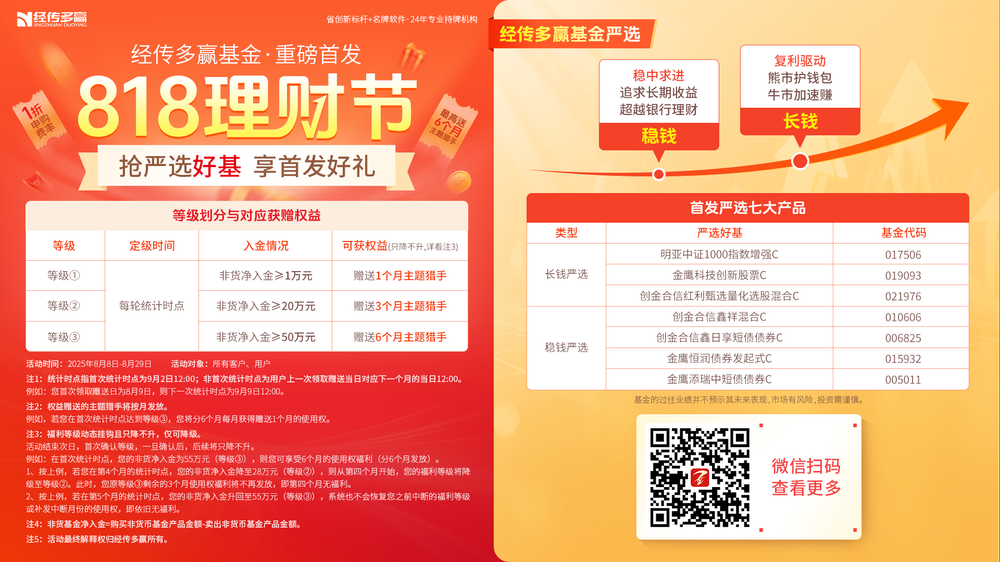 经传多赢
JINGZHUAN DUOYING
省创新标杆+名牌软件·24年专业持牌机构
经传多赢基金·重磅首发
818理财节
1折
申购
费率
最高送
6个月
主题猎手
抢严选好基 享首发好礼
等级划分与对应获赠权益
等级 定级时间 入金情况 可获权益(只降不升,详看注3)
等级① 非货净入金≥1万元 赠送1个月主题猎手
等级② 每轮统计时点 非货净入金≥20万元 赠送3个月主题猎手
等级③ 非货净入金≥50万元 赠送6个月主题猎手
活动时间：2025年8月8日-8月29日 活动对象：所有客户、用户
注1：统计时点指首次统计时点为9月2日12:00；非首次统计时点为用户上一次领取赠送当日对应下一个月的当日12:00。
例如：您首次领取赠送日为8月9日，则下一次统计时点为9月9日12:00。
注2：权益赠送的主题猎手将按月发放。
例如，若您在首次统计时点达到等级③，您将分6个月每月获得赠送1个月的使用权。
注3：福利等级动态挂钩且只降不升，仅可降级。
活动结束次日，首次确认等级，一旦确认后，后续将只降不升。
例如：在首次统计时点，您的非货净入金为55万元（等级③），则您可享受6个月的使用权福利（分6个月发放）。
1、按上例，若您在第4个月的统计时点，您的非货净入金降至28万元（等级②），则从第四个月开始，您的福利等级将降
级至等级②。此时，您原等级③剩余的3个月使用权福利将不再发放，即第四个月无福利。
2、按上例，若在第5个月的统计时点，您的非货净入金升回至55万元（等级③），系统也不会恢复您之前中断的福利等级
或补发中断月份的使用权，即依旧无福利。
注4：非货基金净入金=购买非货币基金产品金额-卖出非货币基金产品金额。
注5：活动最终解释权归经传多赢所有。
经传多赢基金严选
稳中求进
追求长期收益
超越银行理财
稳钱
复利驱动
熊市护钱包
牛市加速赚
长钱
首发严选七大产品
类型 严选好基 基金代码
长钱严选
明亚中证1000指数增强C 017506
金鹰科技创新股票C 019093
创金合信红利甄选量化选股混合C 021976
稳钱严选
创金合信鑫祥混合C 010606
创金合信鑫日享短债债券C 006825
金鹰恒润债券发起式C 015932
金鹰添瑞中短债债券C 005011
基金的过往业绩并不预示其未来表现,市场有风险,投资需谨慎。
微信扫码
查看更多